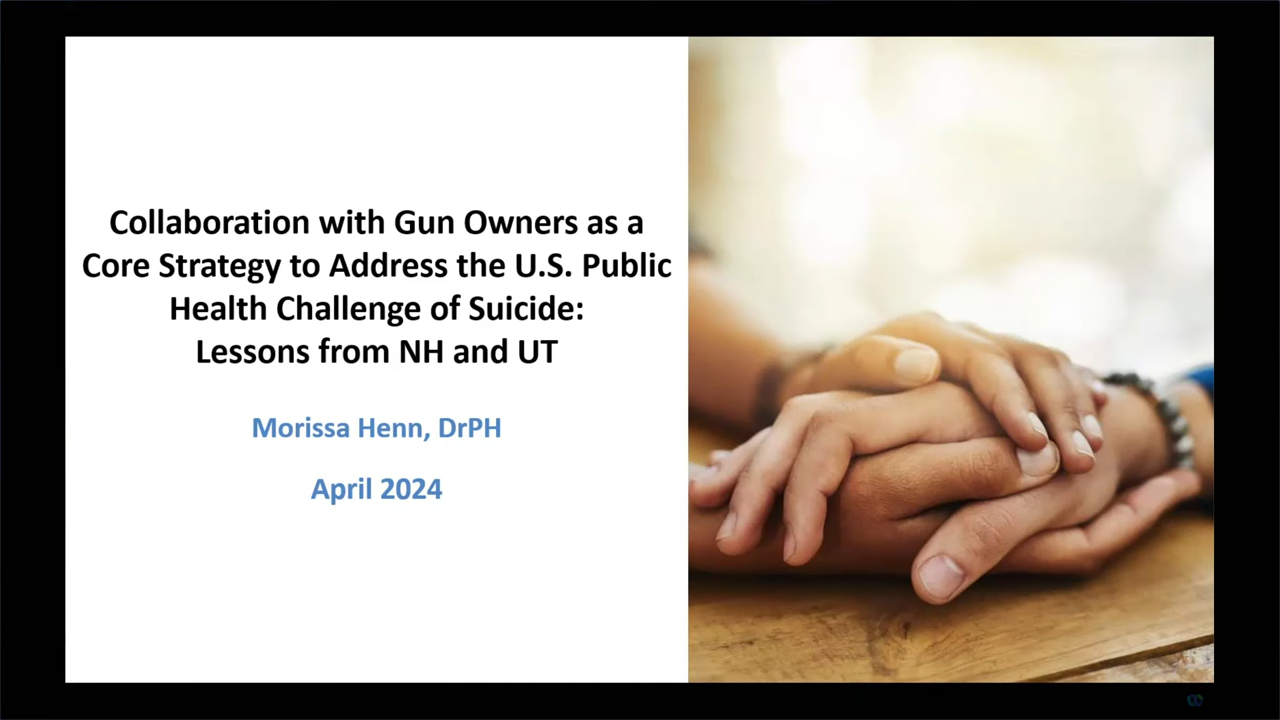 Collaboration with Gun Owners as a
Core Strategy to Address the U.S. Public
Health Challenge of Suicide:
Lessons from NH and UT
Morissa Henn, DrPH
April 2024